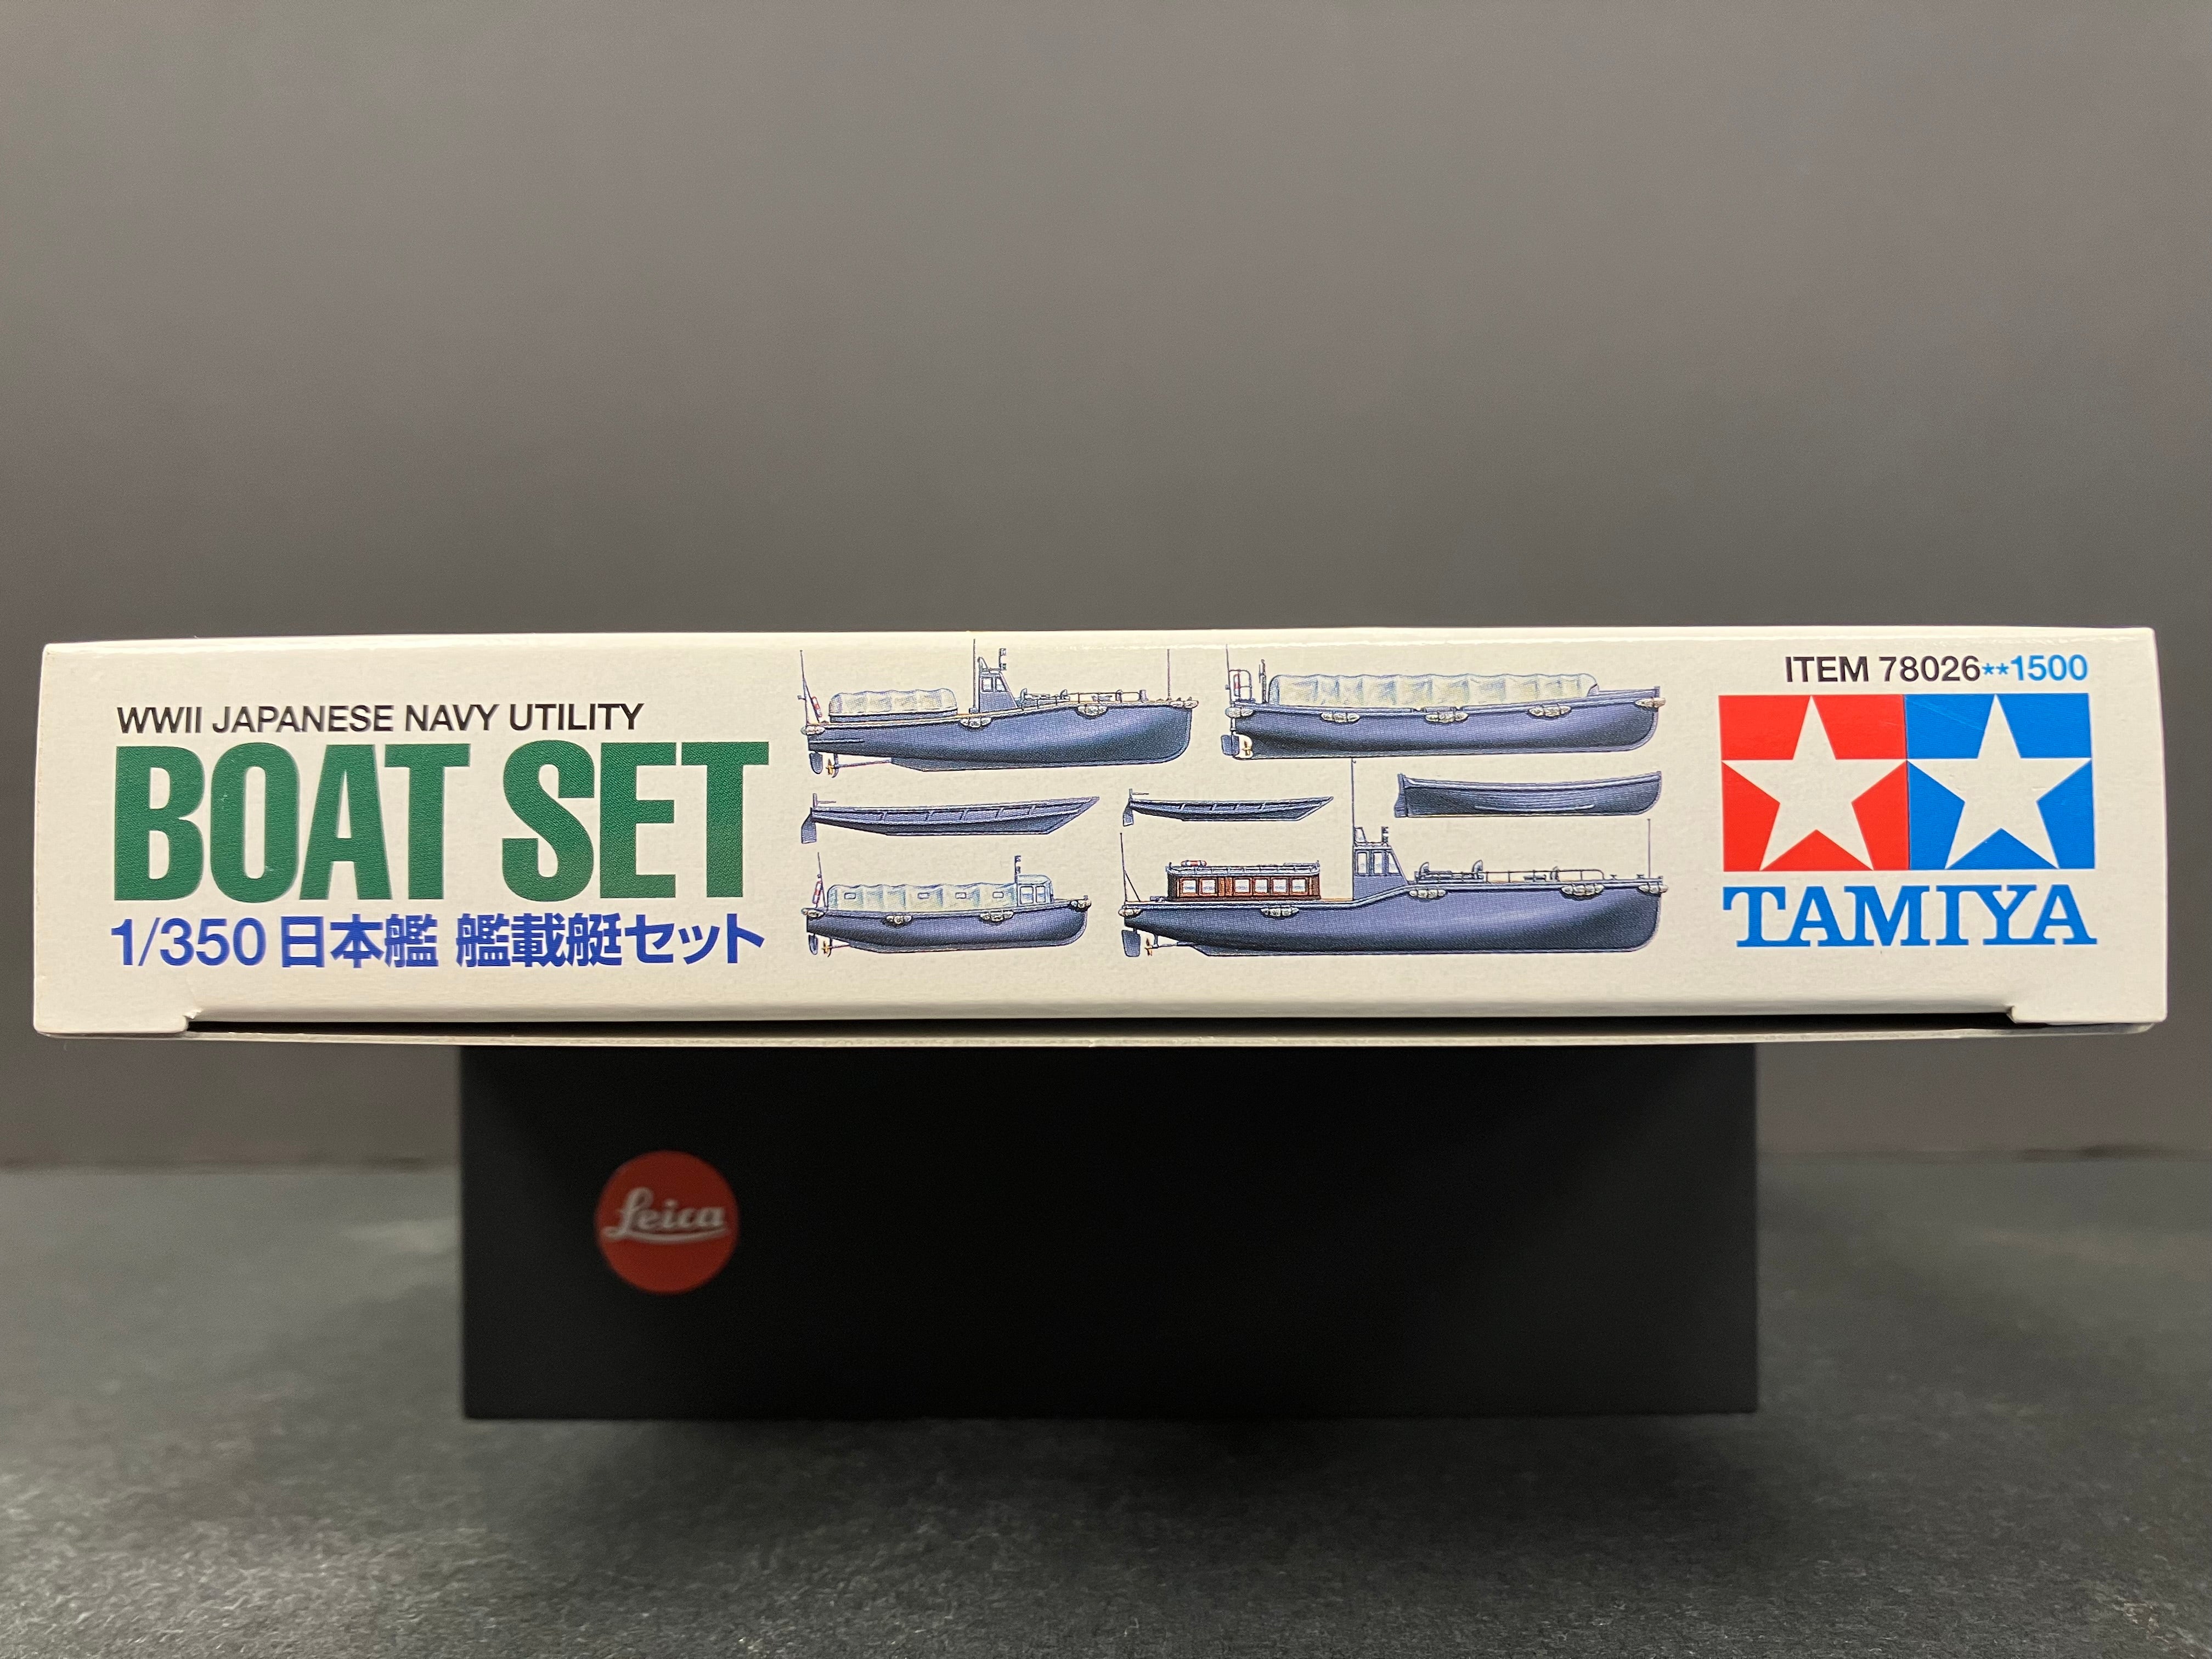 WWII JAPANESE NAVY UTILITY
BOAT SET
1/350 日本艦 艦載艇セット
ITEM 78026**1500
TAMIYA
Leica